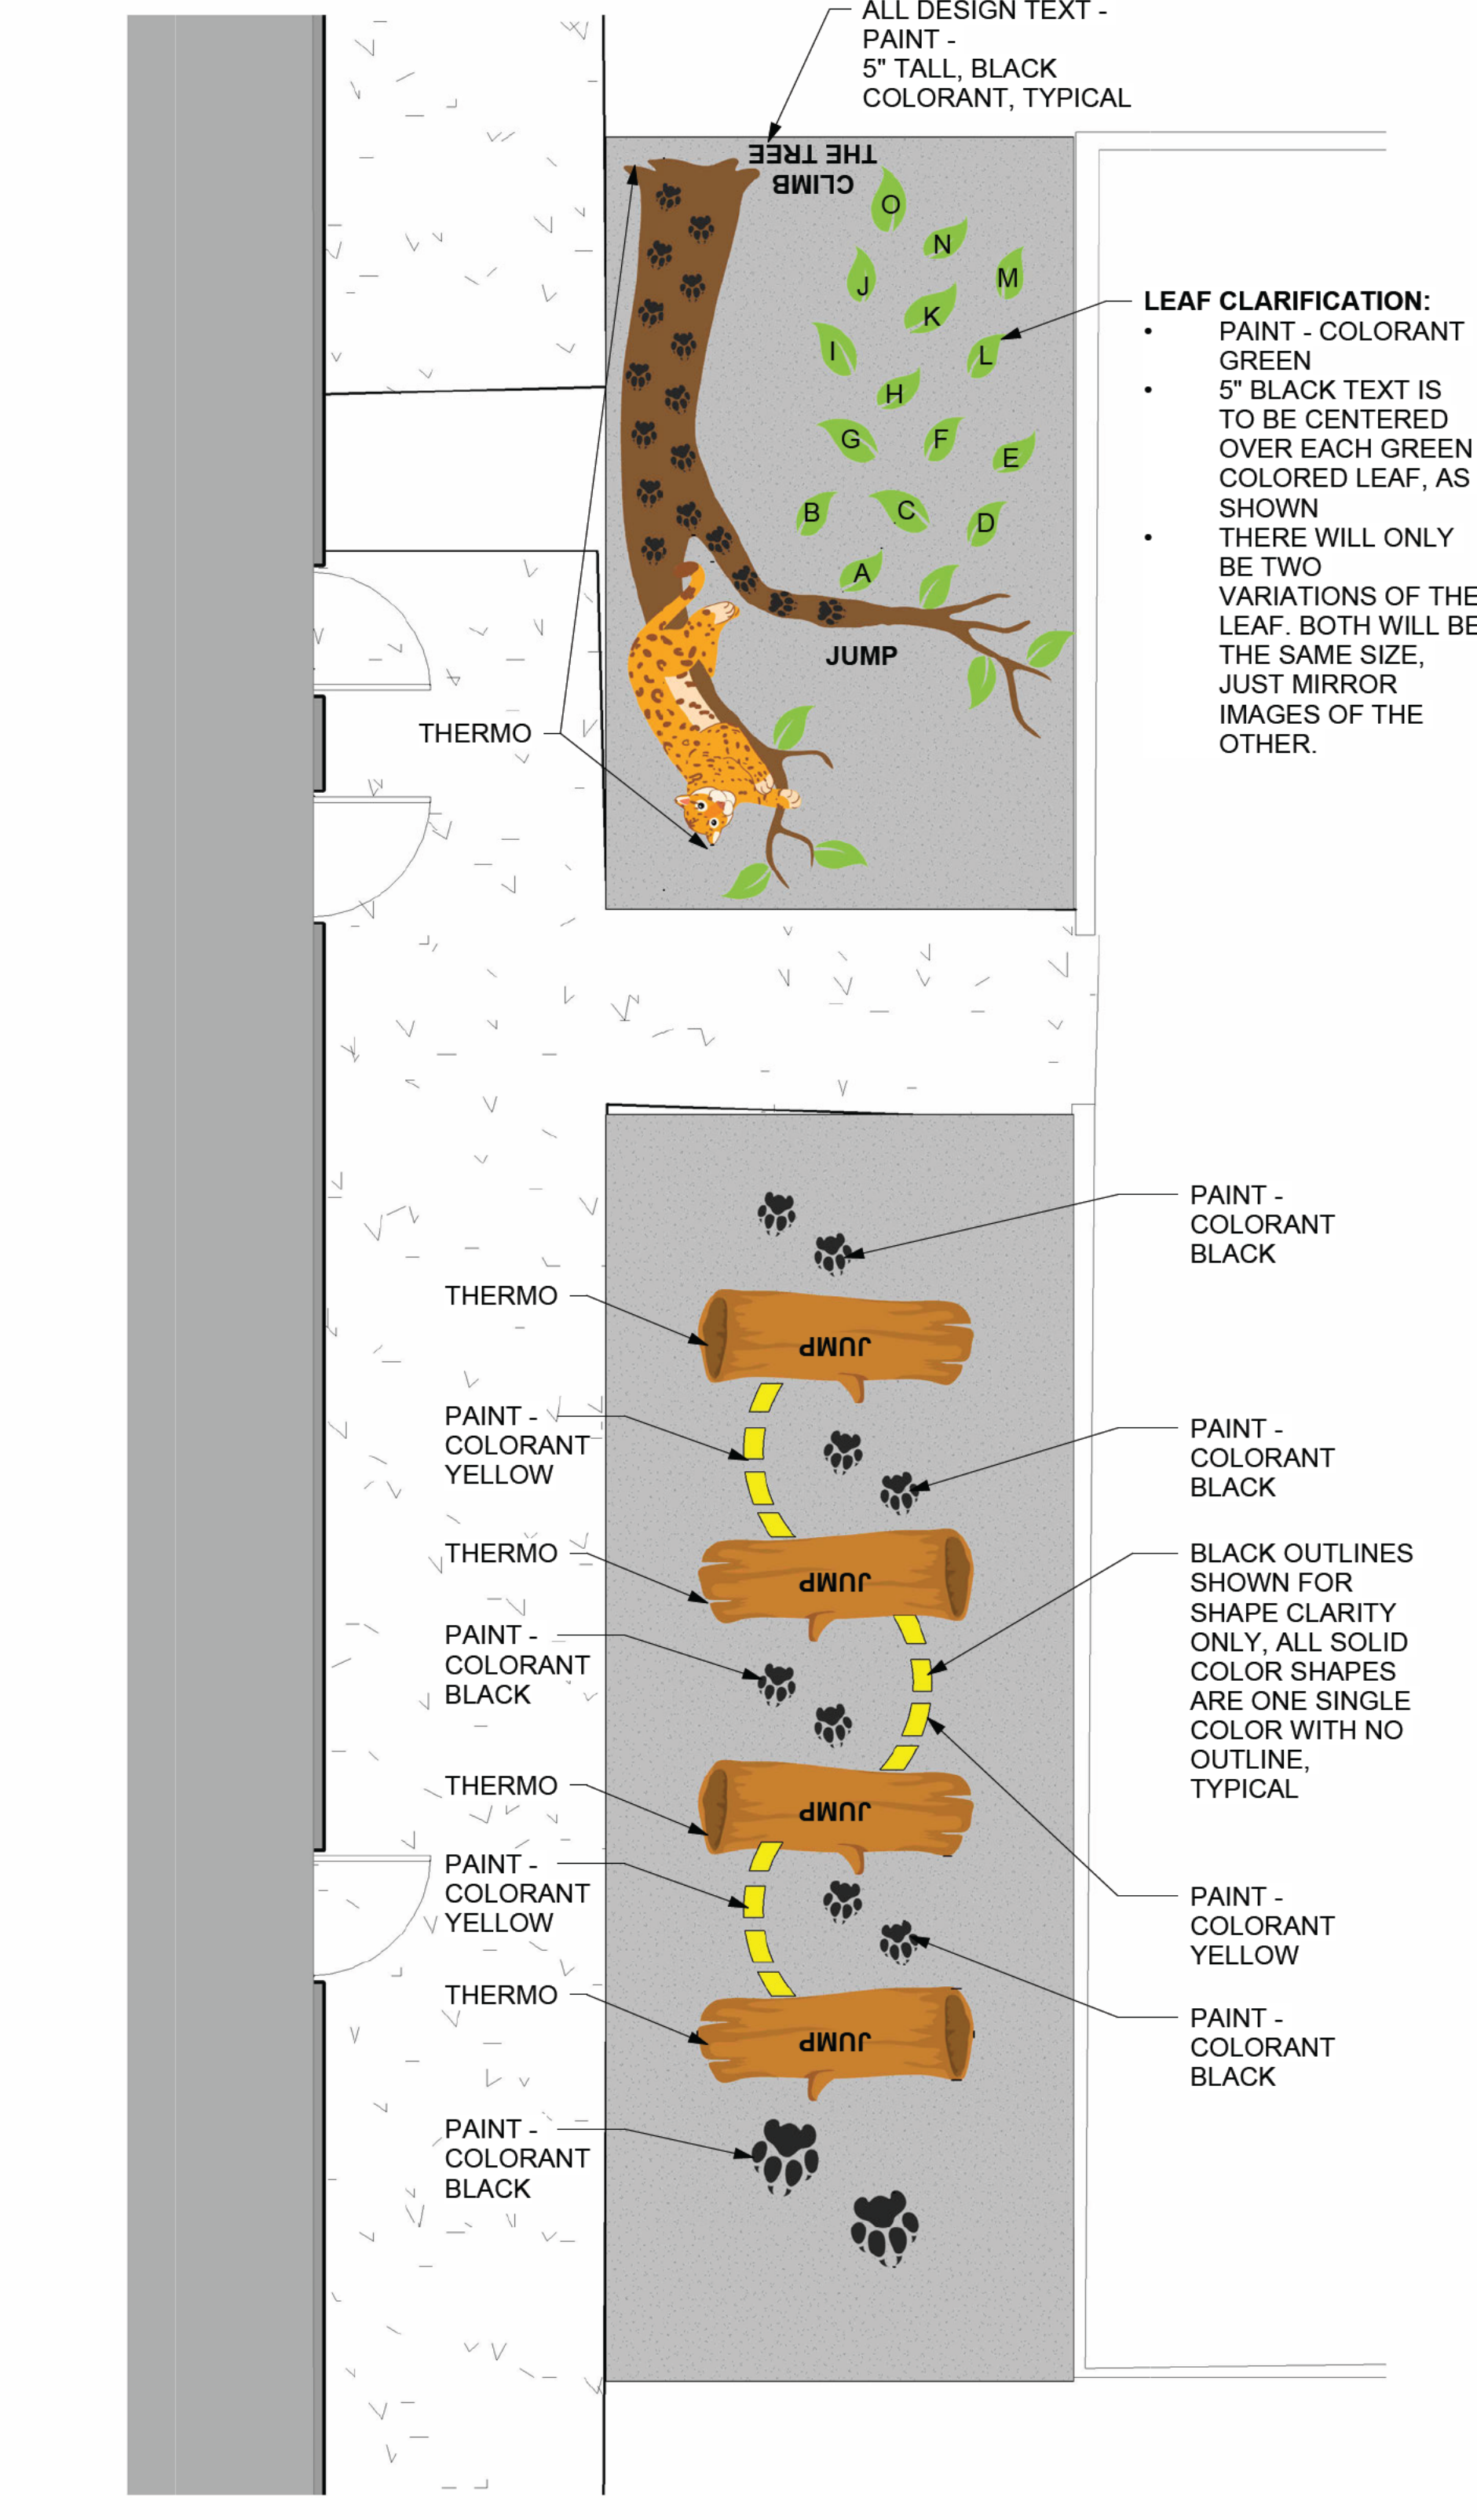 ALL DESIGN TEXT -
PAINT -
5" TALL, BLACK
COLORANT, TYPICAL
CLIMB
THE TREE
O
N
J
M
K
I
L
H
G
F
E
B
C
D
A
JUMP
LEAF CLARIFICATION:
• PAINT - COLORANT
GREEN
• 5" BLACK TEXT IS
TO BE CENTERED
OVER EACH GREEN
COLORED LEAF, AS
SHOWN
• THERE WILL ONLY
BE TWO
VARIATIONS OF THE
LEAF. BOTH WILL BE
THE SAME SIZE,
JUST MIRROR
IMAGES OF THE
OTHER.
THERMO
PAINT -
COLORANT
BLACK
THERMO
JUMP
PAINT -
COLORANT
YELLOW
PAINT -
COLORANT
BLACK
THERMO
JUMP
BLACK OUTLINES
SHOWN FOR
SHAPE CLARITY
ONLY, ALL SOLID
COLOR SHAPES
ARE ONE SINGLE
COLOR WITH NO
OUTLINE,
TYPICAL
PAINT -
COLORANT
BLACK
THERMO
JUMP
PAINT -
COLORANT
YELLOW
PAINT -
COLORANT
YELLOW
THERMO
JUMP
PAINT -
COLORANT
BLACK
PAINT -
COLORANT
BLACK